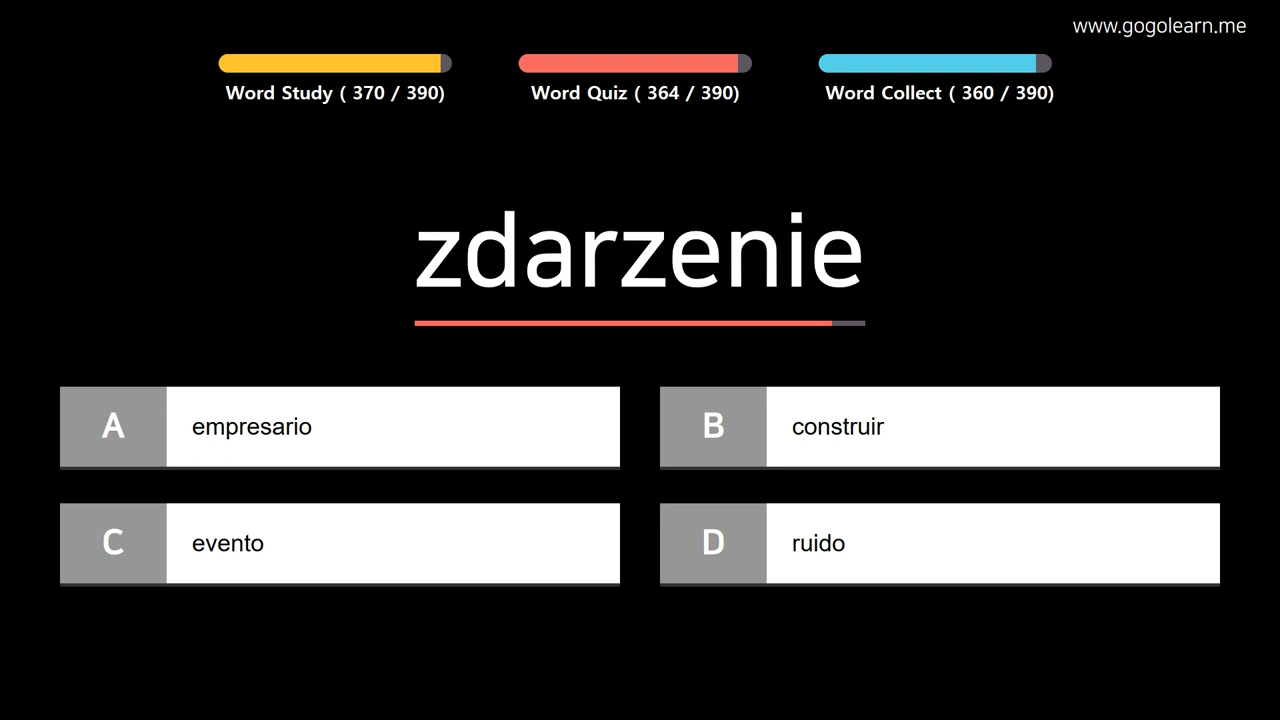 www.gogolearn.me
Word Study ( 370 / 390)
Word Quiz ( 364 / 390)
Word Collect ( 360 / 390)
zdarzenie
A empresario
B construir
C evento
D ruido